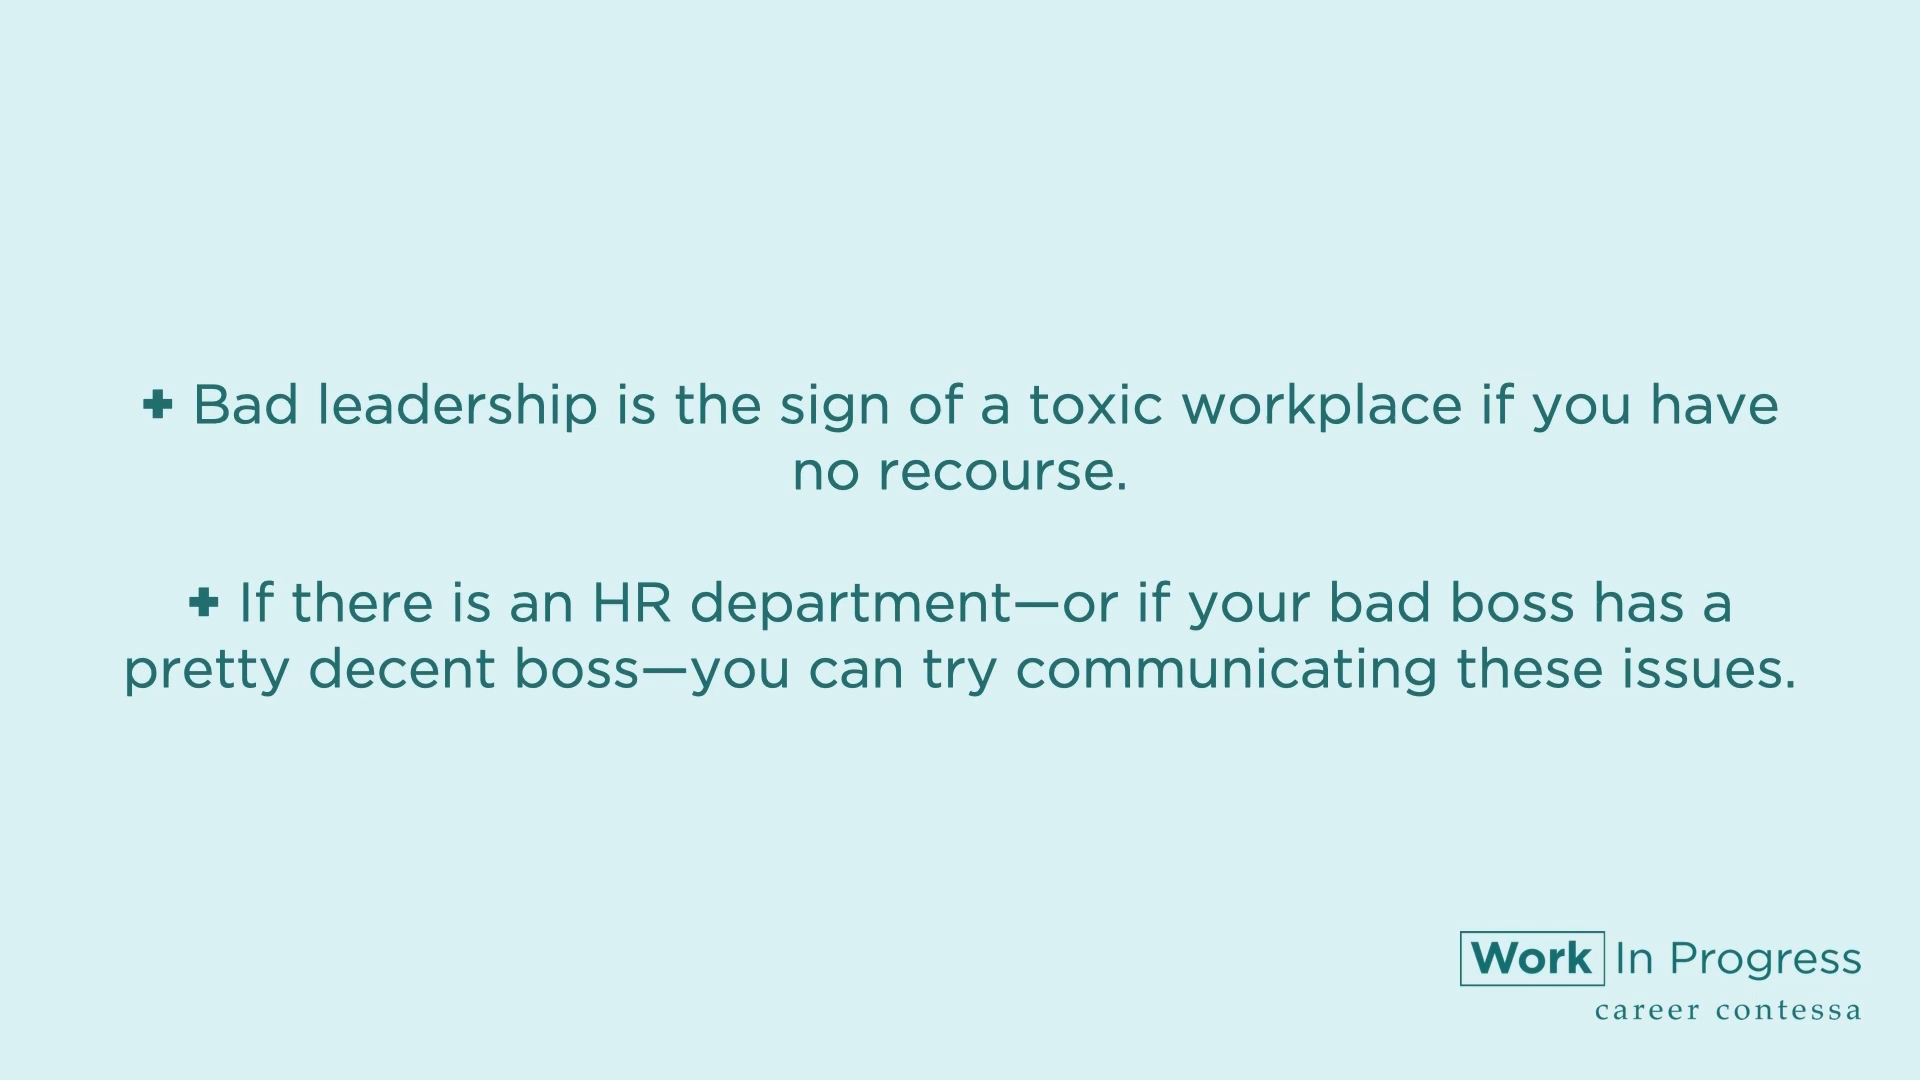 ✚ Bad leadership is the sign of a toxic workplace if you have
no recourse.
✚ If there is an HR department—or if your bad boss has a
pretty decent boss—you can try communicating these issues.
Work In Progress
career contessa